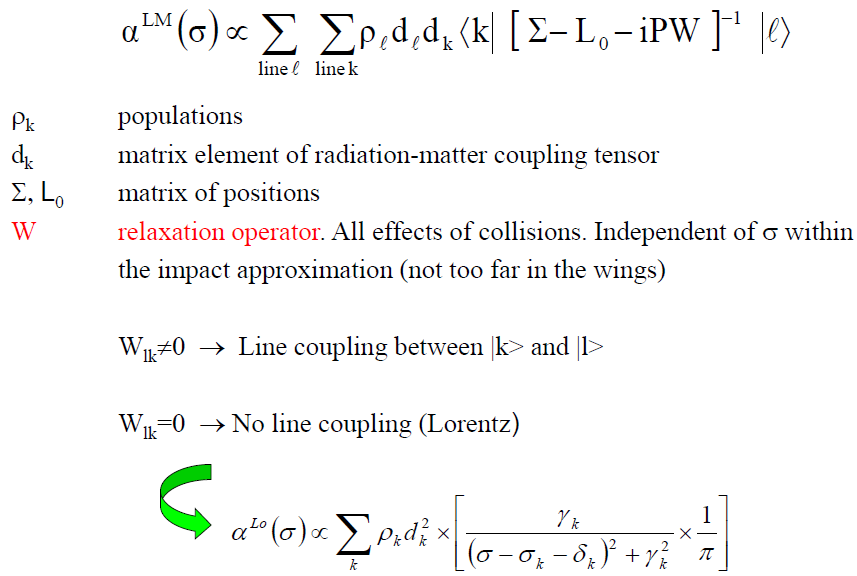 α^LM(σ) ∝ ∑ ∑ ρ_ℓ d_ℓ d_k ⟨k| [ Σ– L_0 – iPW ]^–1 |ℓ⟩
line ℓ line k
ρ_k populations
d_k matrix element of radiation-matter coupling tensor
Σ, L_0 matrix of positions
W relaxation operator. All effects of collisions. Independent of σ within
the impact approximation (not too far in the wings)
W_lk≠0 → Line coupling between |k> and |l>
W_lk=0 → No line coupling (Lorentz)
α^Lo(σ) ∝ ∑_k ρ_k d_k^2 × [ γ_k / ((σ – σ_k – δ_k)^2 + γ_k^2) × 1/π ]